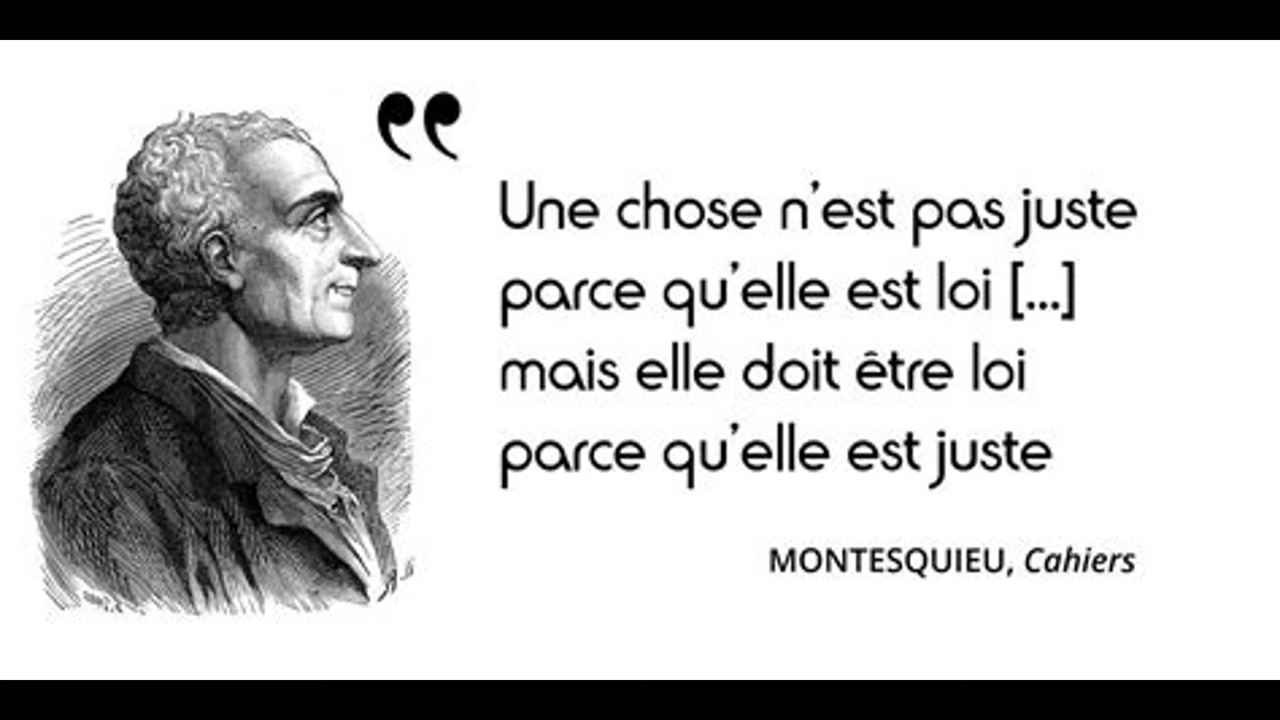 Une chose n’est pas juste
parce qu’elle est loi [...]
mais elle doit être loi
parce qu’elle est juste
MONTESQUIEU, Cahiers